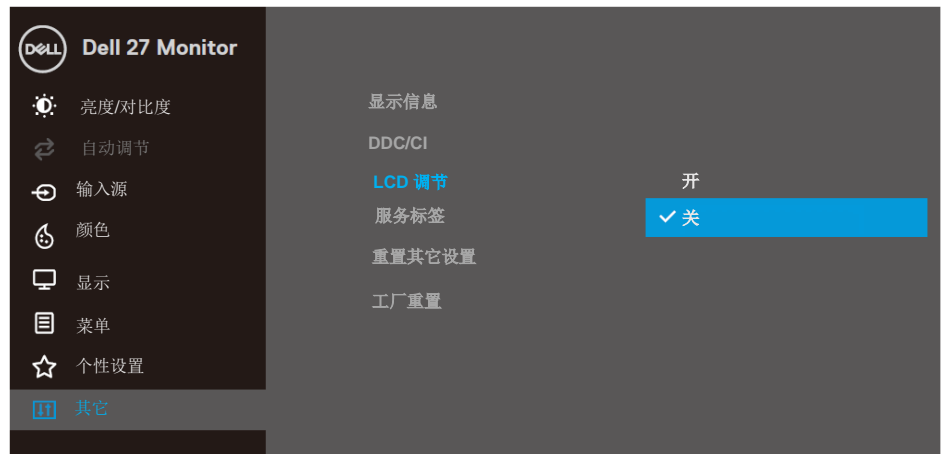 DELL Dell 27 Monitor
亮度/对比度
自动调节
输入源
颜色
显示
菜单
个性设置
其它
显示信息
DDC/CI
LCD 调节
服务标签
重置其它设置
工厂重置
开
关